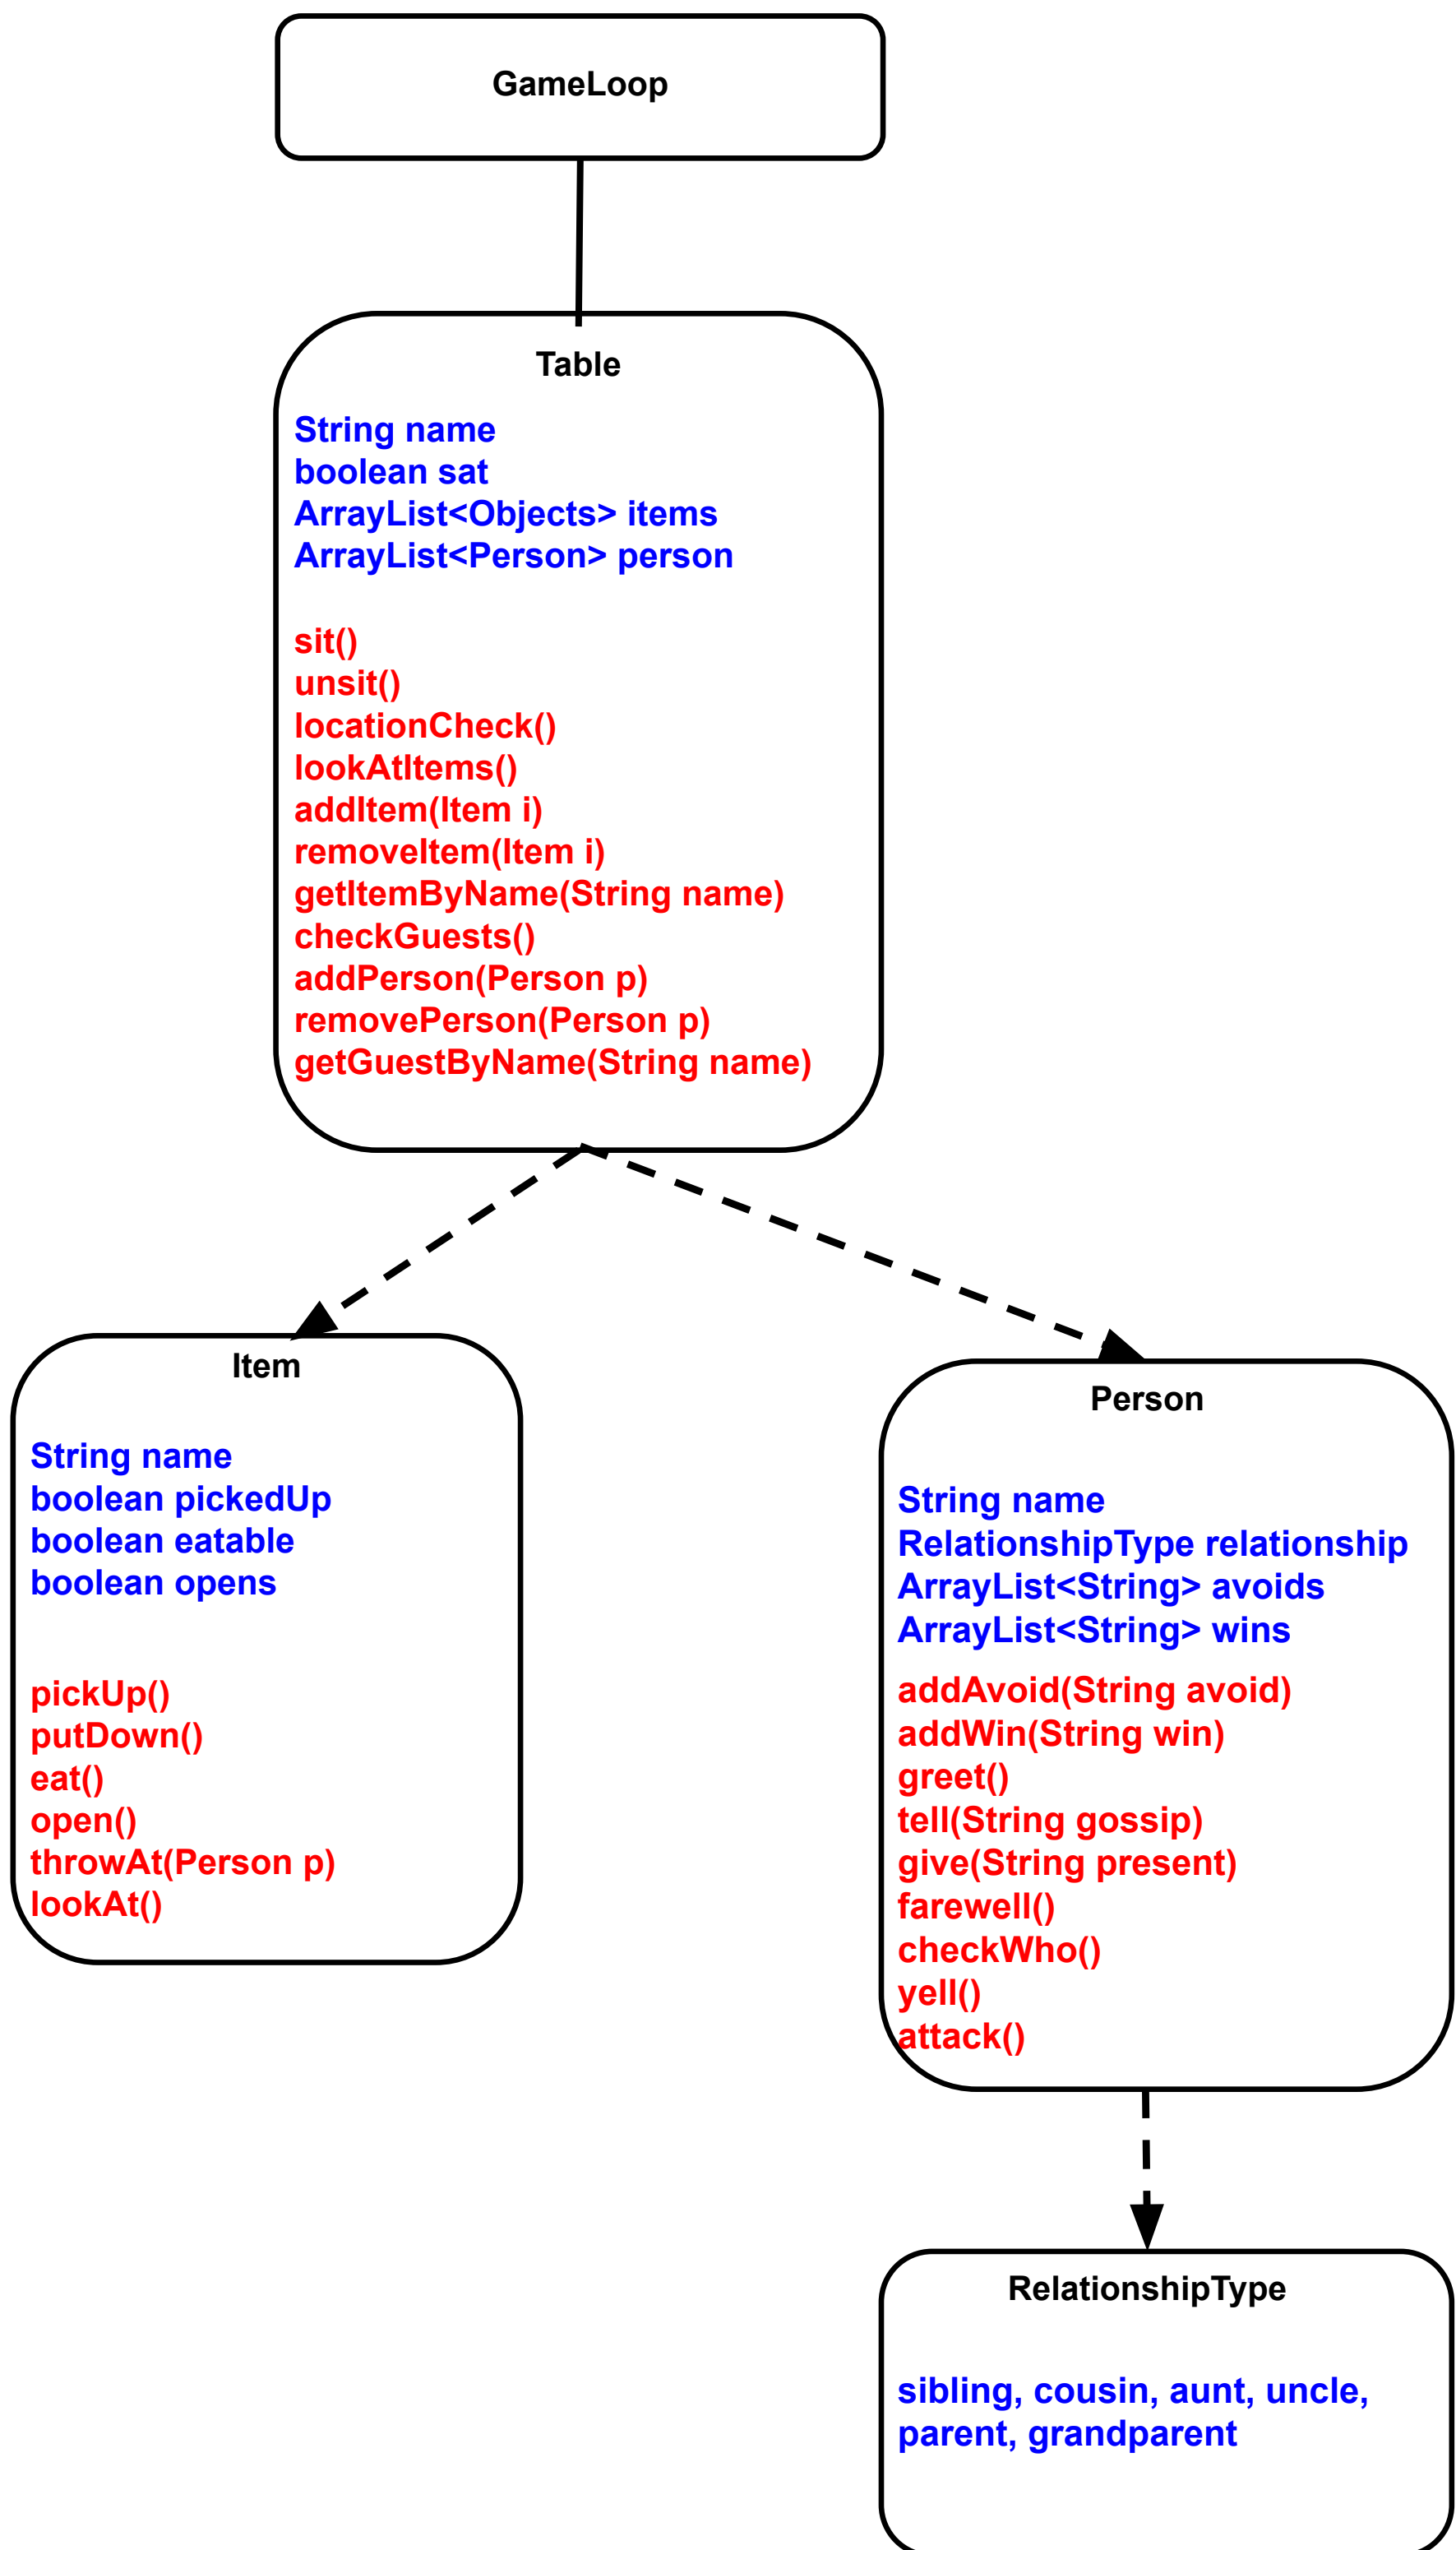 GameLoop
Table
String name
boolean sat
ArrayList<Objects> items
ArrayList<Person> person
sit()
unsit()
locationCheck()
lookAtItems()
addItem(Item i)
removeItem(Item i)
getItemByName(String name)
checkGuests()
addPerson(Person p)
removePerson(Person p)
getGuestByName(String name)
Item
String name
boolean pickedUp
boolean eatable
boolean opens
pickUp()
putDown()
eat()
open()
throwAt(Person p)
lookAt()
Person
String name
RelationshipType relationship
ArrayList<String> avoids
ArrayList<String> wins
addAvoid(String avoid)
addWin(String win)
greet()
tell(String gossip)
give(String present)
farewell()
checkWho()
yell()
attack()
RelationshipType
sibling, cousin, aunt, uncle,
parent, grandparent